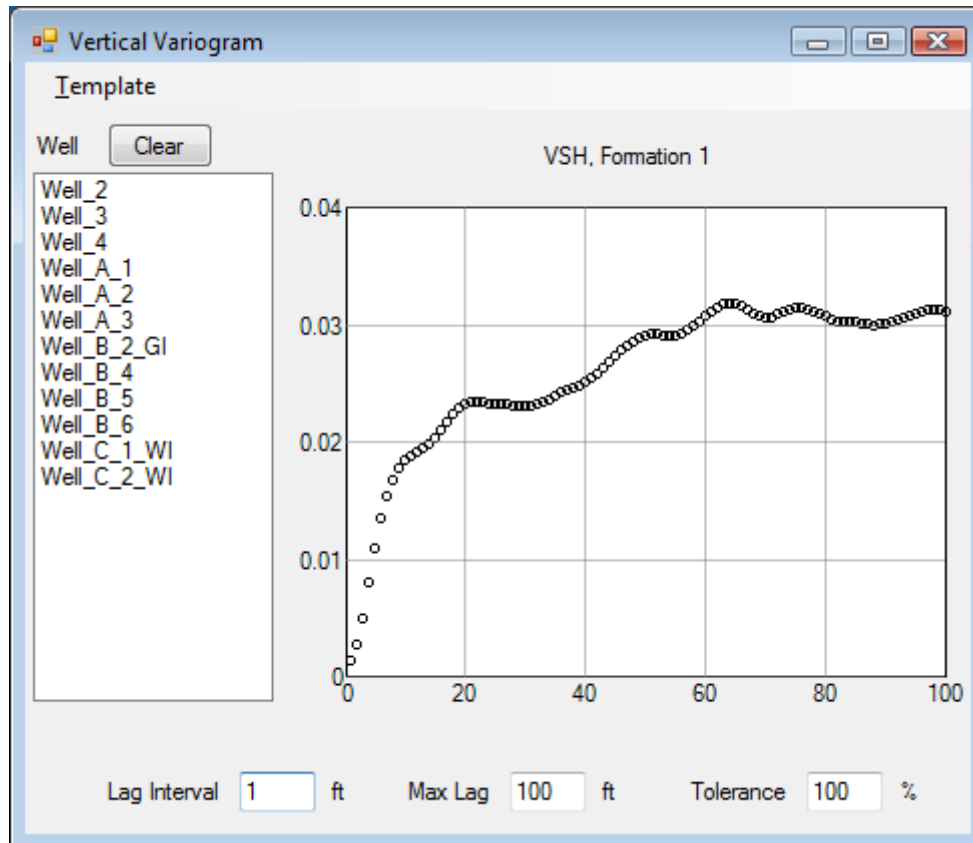 Vertical Variogram
Template
Well Clear
Well_2
Well_3
Well_4
Well_A_1
Well_A_2
Well_A_3
Well_B_2_GI
Well_B_4
Well_B_5
Well_B_6
Well_C_1_WI
Well_C_2_WI
VSH, Formation 1
0.04
0.03
0.02
0.01
0
0 20 40 60 80 100
Lag Interval 1 ft Max Lag 100 ft Tolerance 100 %